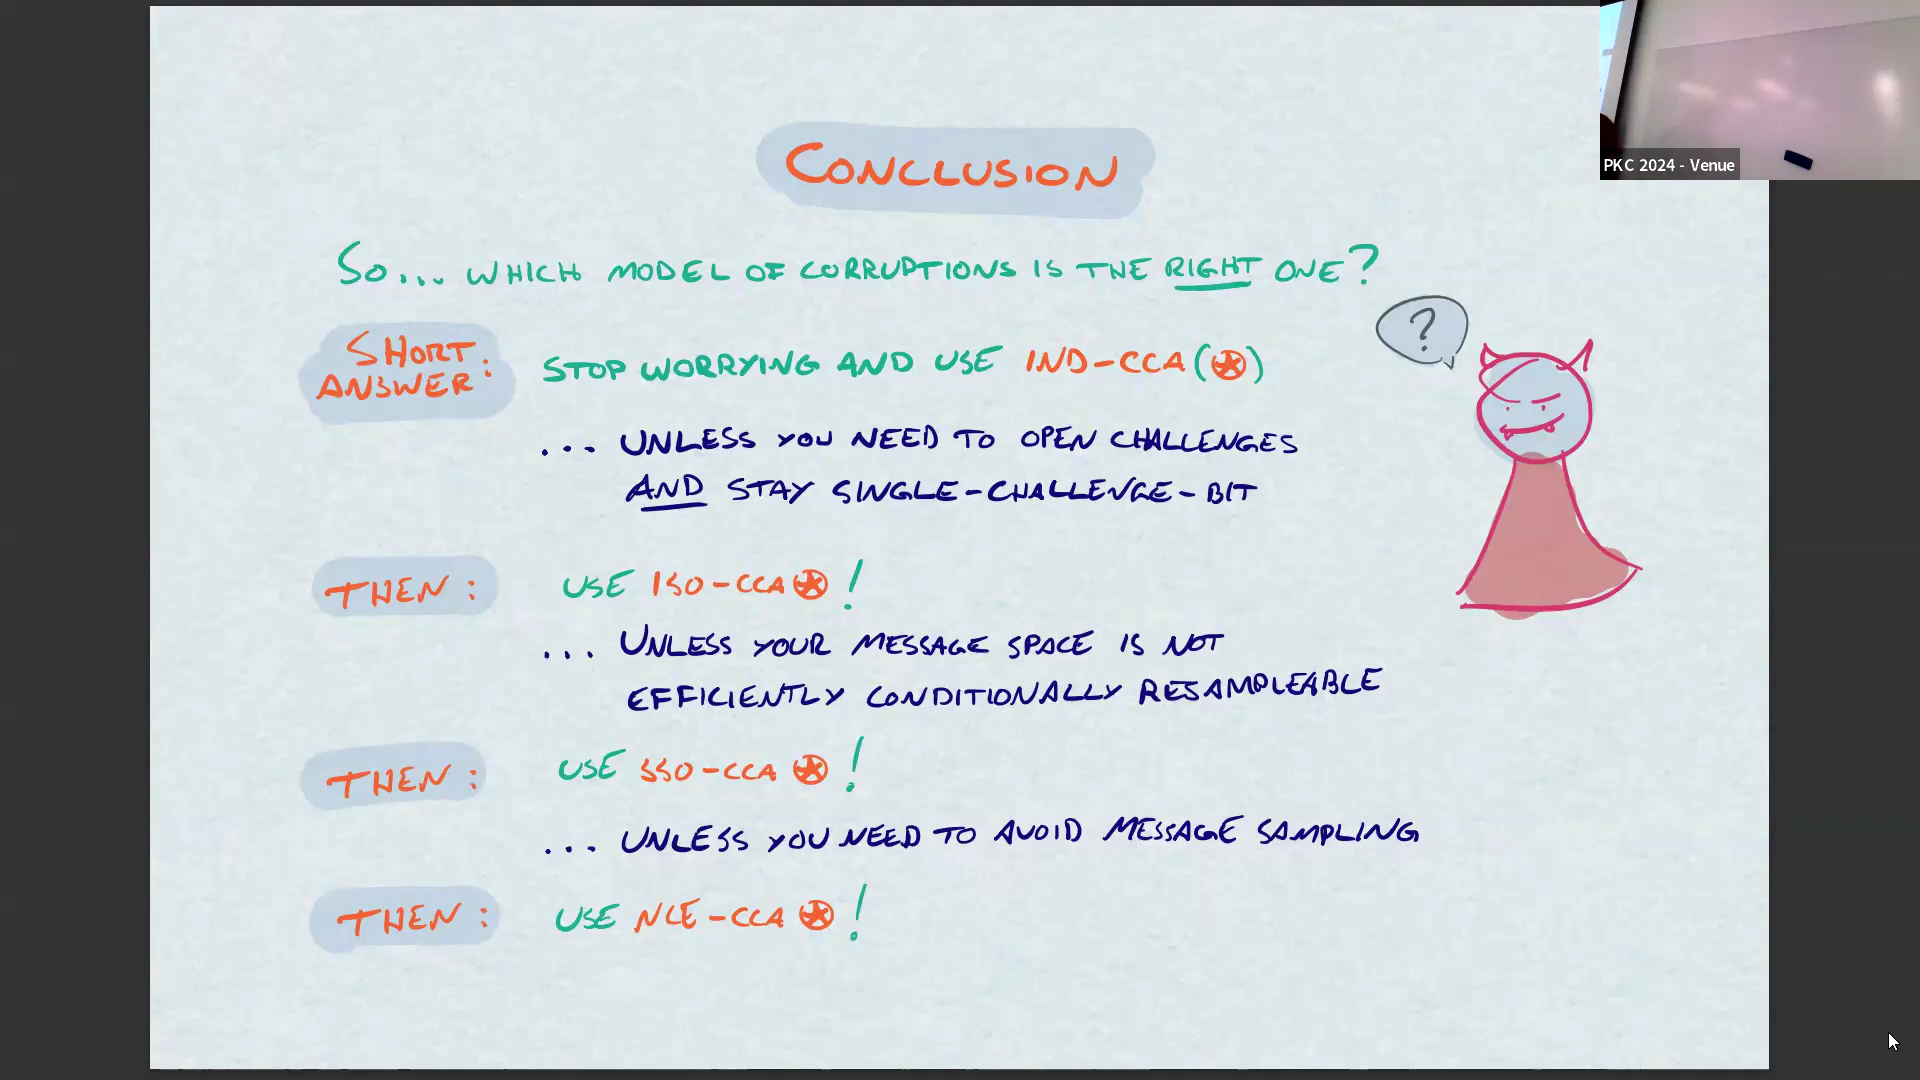 CONCLUSION
SO... WHICH MODEL OF CORRUPTIONS IS THE RIGHT ONE?
?
SHORT ANSWER: STOP WORRYING AND USE IND-CCA(⍟)
... UNLESS YOU NEED TO OPEN CHALLENGES
AND STAY SINGLE-CHALLENGE-BIT
THEN: USE ISO-CCA⍟!
... UNLESS YOUR MESSAGE SPACE IS NOT
EFFICIENTLY CONDITIONALLY RESAMPLEABLE
THEN: USE SSO-CCA⍟!
... UNLESS YOU NEED TO AVOID MESSAGE SAMPLING
THEN: USE NCE-CCA⍟!
PKC 2024 - Venue